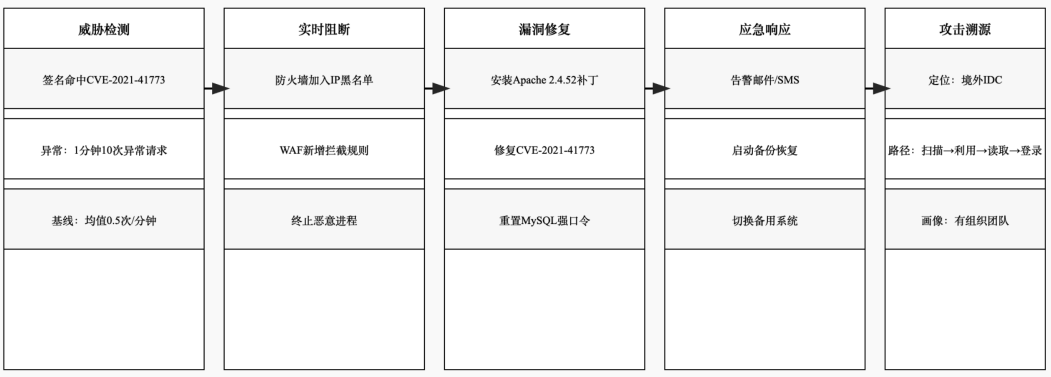 威胁检测
签名命中CVE-2021-41773
异常：1分钟10次异常请求
基线：均值0.5次/分钟
实时阻断
防火墙加入IP黑名单
WAF新增拦截规则
终止恶意进程
漏洞修复
安装Apache 2.4.52补丁
修复CVE-2021-41773
重置MySQL强口令
应急响应
告警邮件/SMS
启动备份恢复
切换备用系统
攻击溯源
定位：境外IDC
路径：扫描→利用→读取→登录
画像：有组织团队